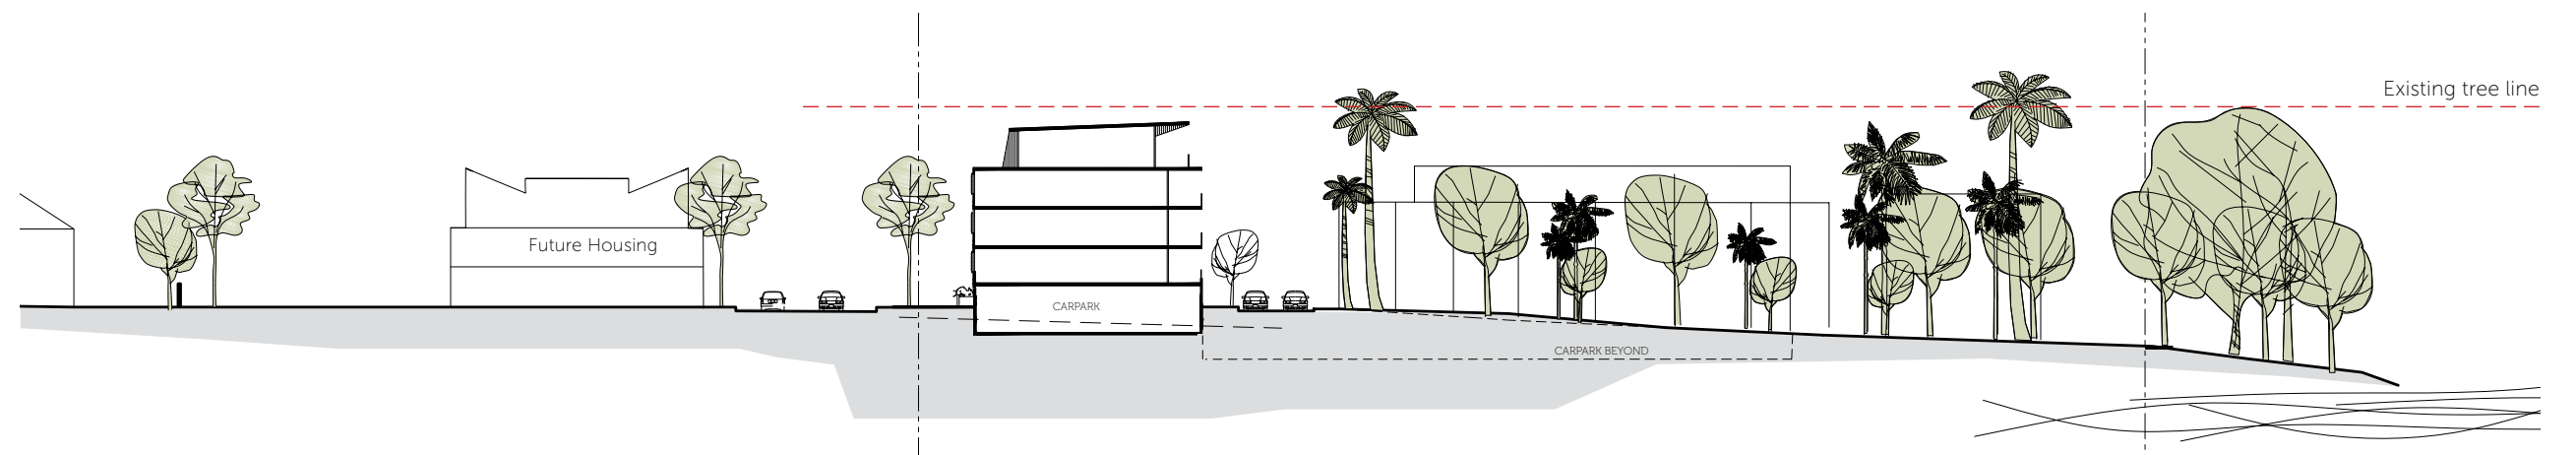 Existing tree line
Future Housing
CARPARK
CARPARK BEYOND